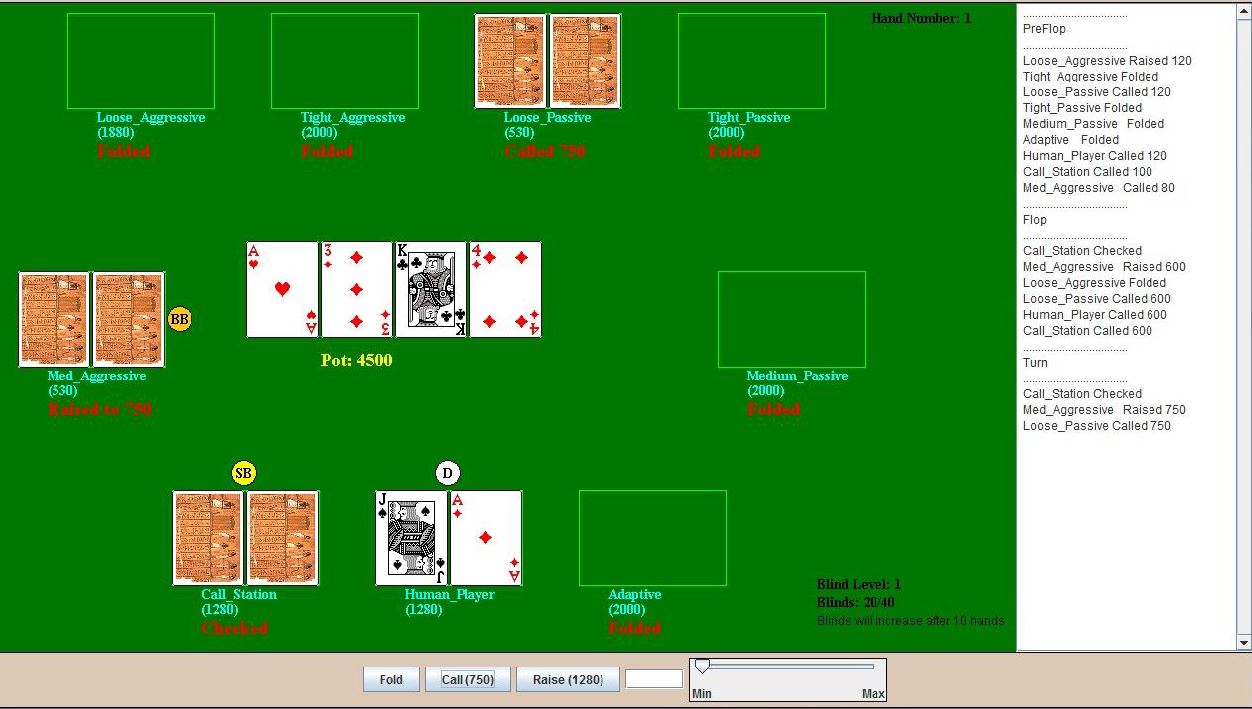 Hand Number: 1
Loose_Aggressive
(1880)
Folded
Tight_Aggressive
(2000)
Folded
Loose_Passive
(530)
Called 750
Tight_Passive
(2000)
Folded
A
A
3
3
K
K
4
4
Pot: 4500
BB
Med_Aggressive
(530)
Raised to 750
Medium_Passive
(2000)
Folded
SB
D
J
J
A
A
Call_Station
(1280)
Checked
Human_Player
(1280)
Adaptive
(2000)
Folded
Blind Level: 1
Blinds: 20/40
Blinds will increase after 10 hands
PreFlop
Loose_Aggressive Raised 120
Tight_Aggressive Folded
Loose_Passive Called 120
Tight_Passive Folded
Medium_Passive Folded
Adaptive Folded
Human_Player Called 120
Call_Station Called 100
Med_Aggressive Called 80
Flop
Call_Station Checked
Med_Aggressive Raised 600
Loose_Aggressive Folded
Loose_Passive Called 600
Human_Player Called 600
Call_Station Called 600
Turn
Call_Station Checked
Med_Aggressive Raised 750
Loose_Passive Called 750
Fold
Call (750)
Raise (1280)
Min Max